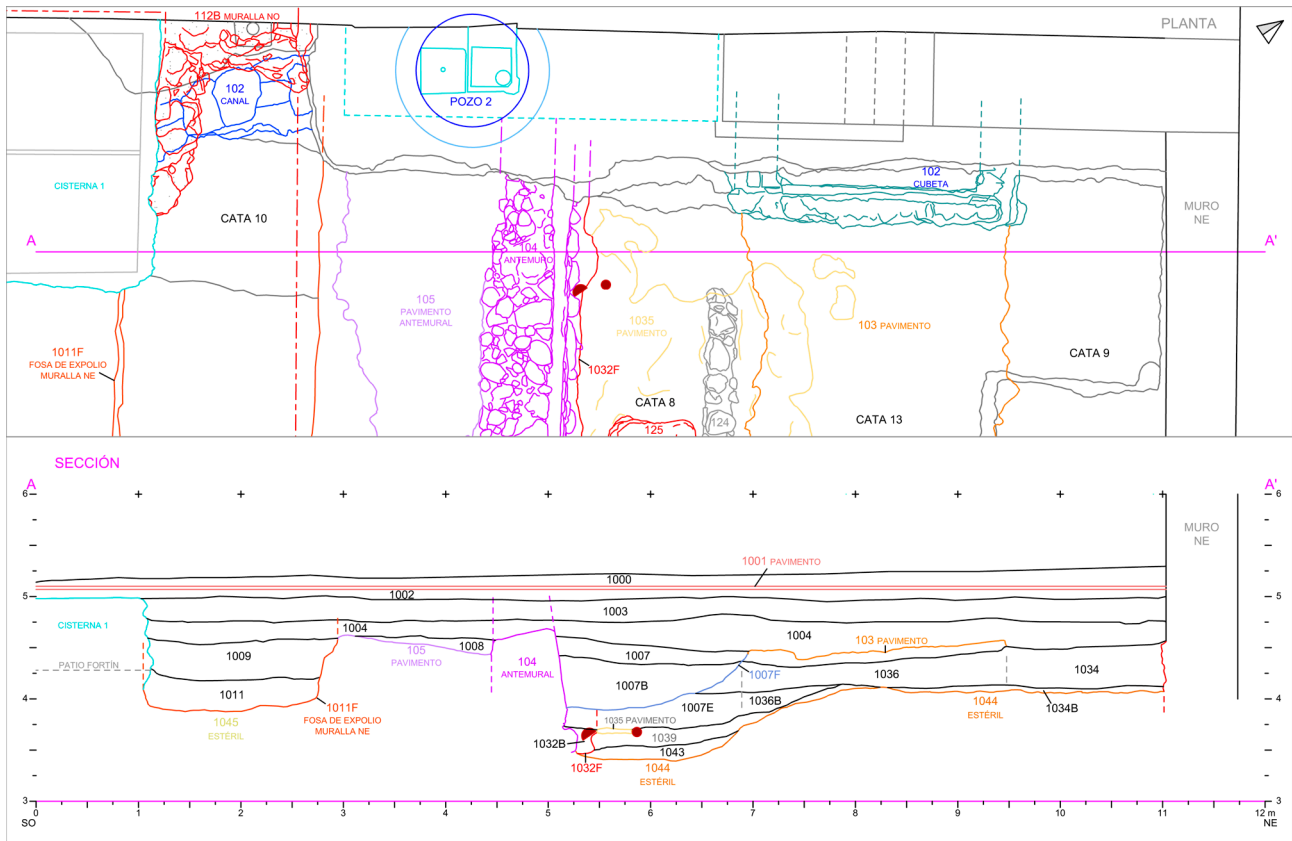 112B MURALLA NO
PLANTA
102
CANAL
POZO 2
CISTERNA 1
102
CUBETA
MURO
NE
CATA 10
A
A'
104
ANTEMURO
105
PAVIMENTO
ANTEMURAL
1035
PAVIMENTO
103 PAVIMENTO
1011F
FOSA DE EXPOLIO
MURALLA NE
CATA 9
1032F
CATA 8
CATA 13
124
125
SECCIÓN
A
A'
6
6
MURO
NE
1001 PAVIMENTO
1000
5
1002
5
1003
CISTERNA 1
1004
1004
103 PAVIMENTO
1009
105
PAVIMENTO
1008
104
ANTEMURAL
1007
PATIO FORTÍN
1007F
1036
1034
1011
1007B
4
1007E
1036B
4
1011F
FOSA DE EXPOLIO
MURALLA NE
1045
ESTÉRIL
1044
ESTÉRIL
1034B
1035 PAVIMENTO
1032B
1039
1043
1032F
1044
ESTÉRIL
3
3
0 1 2 3 4 5 6 7 8 9 10 11 12 m
SO
NE